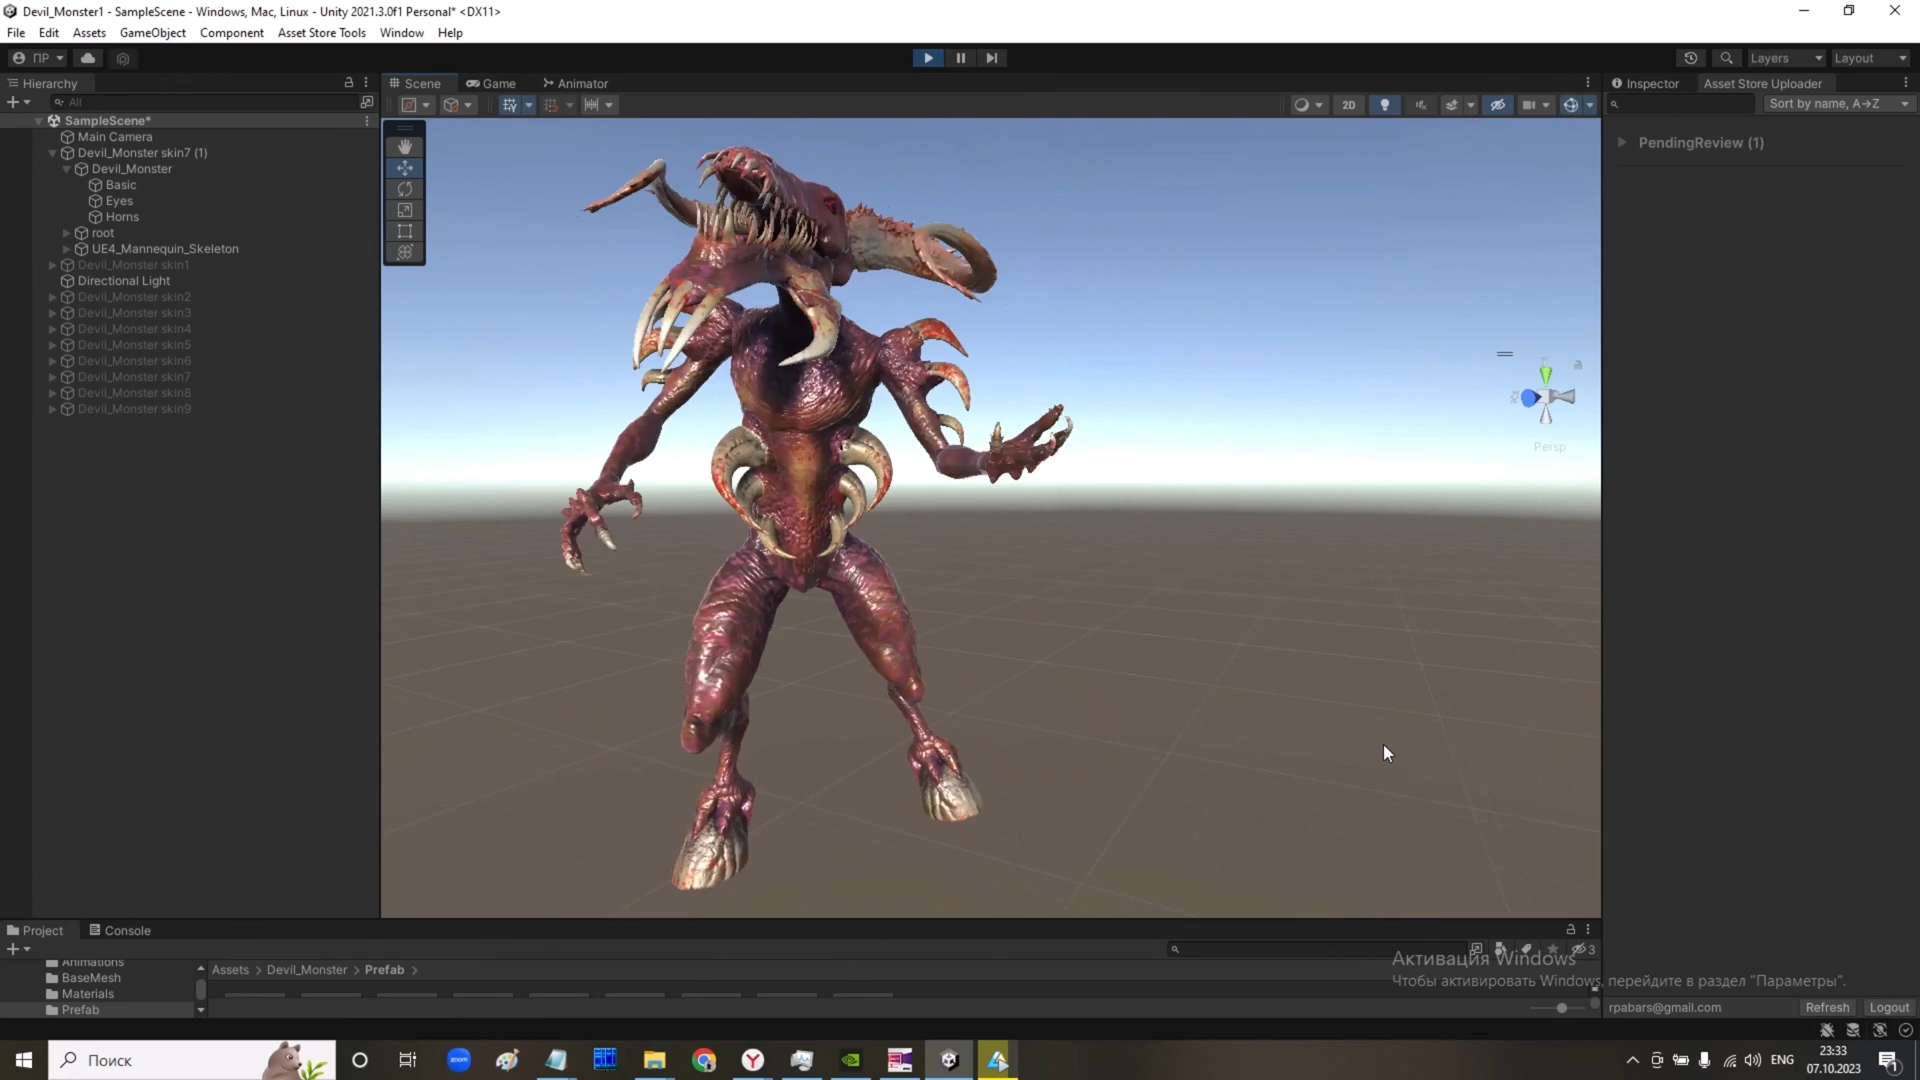 Devil_Monster1 - SampleScene - Windows, Mac, Linux - Unity 2021.3.0f1 Personal* <DX11>
File Edit Assets GameObject Component Asset Store Tools Window Help
ПР Layers Layout
Hierarchy
All
SampleScene*
Main Camera
Devil_Monster skin7 (1)
Devil_Monster
Basic
Eyes
Horns
root
UE4_Mannequin_Skeleton
Devil_Monster skin1
Directional Light
Devil_Monster skin2
Devil_Monster skin3
Devil_Monster skin4
Devil_Monster skin5
Devil_Monster skin6
Devil_Monster skin7
Devil_Monster skin8
Devil_Monster skin9
Scene Game Animator
2D
Persp
Inspector Asset Store Uploader
Sort by name, A→Z
PendingReview (1)
Project Console
3
Animations
BaseMesh
Materials
Prefab
Assets > Devil_Monster > Prefab >
Активация Windows
Чтобы активировать Windows, перейдите в раздел "Параметры".
rpabars@gmail.com Refresh Logout
Поиск
zoom
Y
ENG
23:33
07.10.2023
1